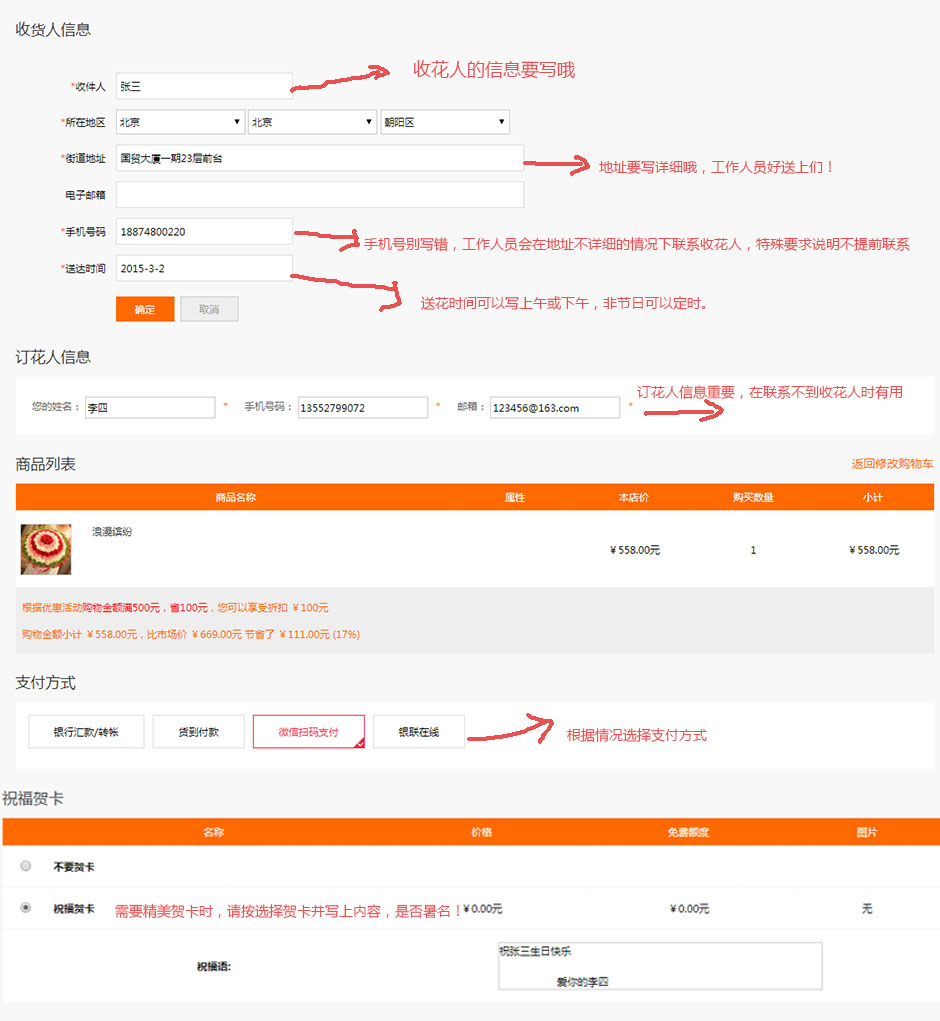 收货人信息
*收件人 张三 收花人的信息要写哦
*所在地区 北京 北京 朝阳区
*街道地址 国贸大厦一期23层前台 地址要写详细哦，工作人员好送上们！
电子邮箱
*手机号码 18874800220 手机号别写错，工作人员会在地址不详细的情况下联系收花人，特殊要求说明不提前联系
*送达时间 2015-3-2
送花时间可以写上午或下午，非节日可以定时。
确定 取消
订花人信息
订花人信息重要，在联系不到收花人时有用
您的姓名： 李四 * 手机号码： 13552799072 * 邮箱： 123456@163.com *
商品列表 返回修改购物车
商品名称 属性 本店价 购买数量 小计
浪漫缤纷
￥558.00元 1 ￥558.00元
根据优惠活动购物金额满500元，省100元，您可以享受折扣 ￥100元
购物金额小计 ￥558.00元，比市场价 ￥669.00元 节省了 ￥111.00元 (17%)
支付方式
银行汇款/转帐 货到付款 微信扫码支付 银联在线 根据情况选择支付方式
祝福贺卡
名称 价格 免费额度 图片
不要贺卡
祝福贺卡 需要精美贺卡时，请按选择贺卡并写上内容，是否暑名！ ￥0.00元 ￥0.00元 无
祝张三生日快乐
祝福语:
爱你的李四